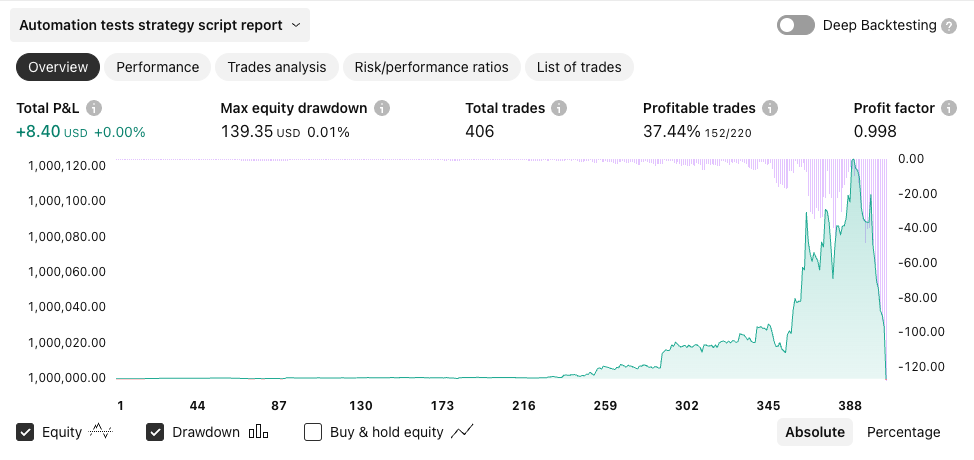 Automation tests strategy script report
Deep Backtesting ?
Overview Performance Trades analysis Risk/performance ratios List of trades
Total P&L Max equity drawdown Total trades Profitable trades Profit factor
+8.40 USD +0.00% 139.35 USD 0.01% 406 37.44% 152/220 0.998
1,000,120.00 0.00
1,000,100.00 -20.00
1,000,080.00 -40.00
1,000,060.00 -60.00
1,000,040.00 -80.00
1,000,020.00 -100.00
1,000,000.00 -120.00
1 44 87 130 173 216 259 302 345 388
Equity Drawdown Buy & hold equity Absolute Percentage